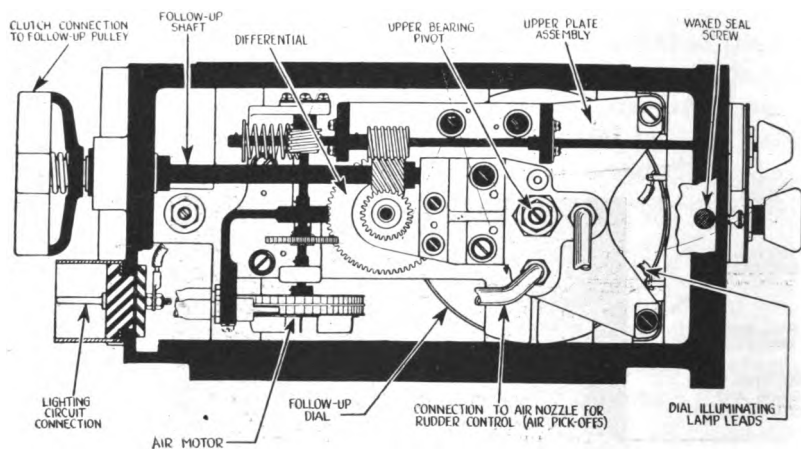 CLUTCH CONNECTION
TO FOLLOW-UP PULLEY
FOLLOW-UP
SHAFT
DIFFERENTIAL
UPPER BEARING
PIVOT
UPPER PLATE
ASSEMBLY
WAXED SEAL
SCREW
LIGHTING
CIRCUIT
CONNECTION
AIR MOTOR
FOLLOW-UP
DIAL
CONNECTION TO AIR NOZZLE FOR
RUDDER CONTROL (AIR PICK-OFFS)
DIAL ILLUMINATING
LAMP LEADS